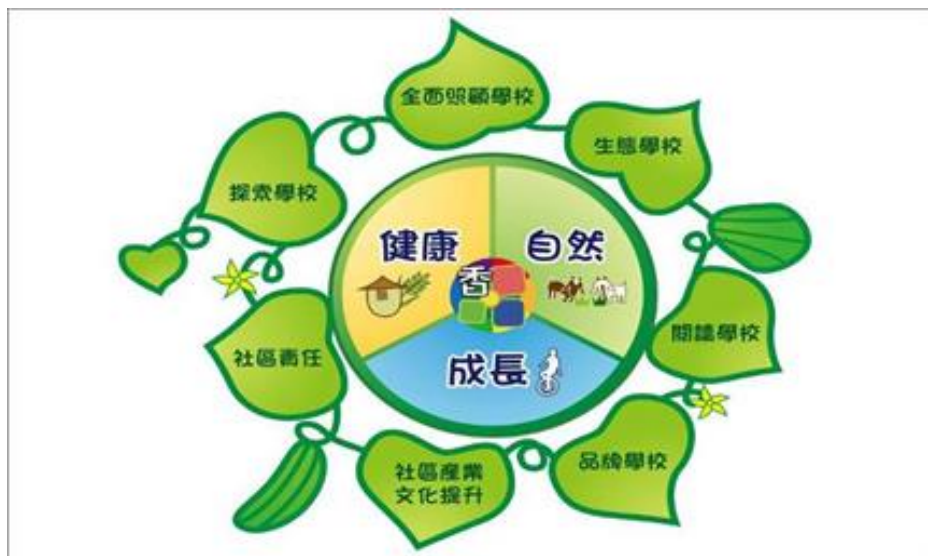 全面照顧學校
生態學校
探索學校
健康
自然
香
社區責任
閱讀學校
成長
品牌學校
社區產業
文化提升